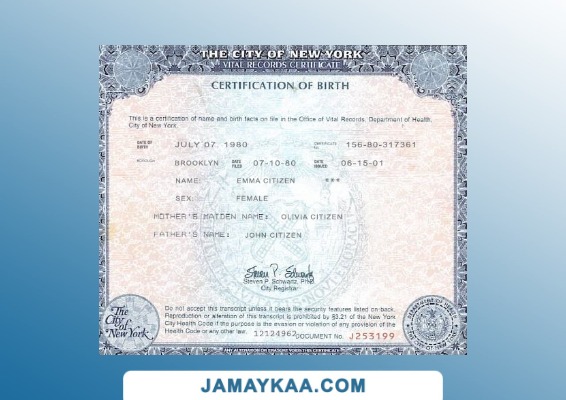 THE CITY OF NEW YORK
VITAL RECORDS CERTIFICATE
CERTIFICATION OF BIRTH
This is a certification of name and birth facts on file in the Office of Vital Records, Department of Health,
City of New York.
DATE OF BIRTH JULY 07, 1980 CERTIFICATE No. 156-80-317361
BOROUGH BROOKLYN DATE FILED 07-10-80 DATE ISSUED 06-15-01
NAME: EMMA CITIZEN ***
SEX: FEMALE
MOTHER'S MAIDEN NAME: OLIVIA CITIZEN
FATHER'S NAME: JOHN CITIZEN
Steven P. Schwartz, PhD
City Registrar
The City of New York
Do not accept this transcript unless it bears the security features listed on back.
Reproduction or alteration of this transcript is prohibited by §3.21 of the New York
City Health Code if the purpose is the evasion or violation of any provision of the
Health Code or any other law. 12124962 DOCUMENT No. J253199
JAMAYKAA.COM